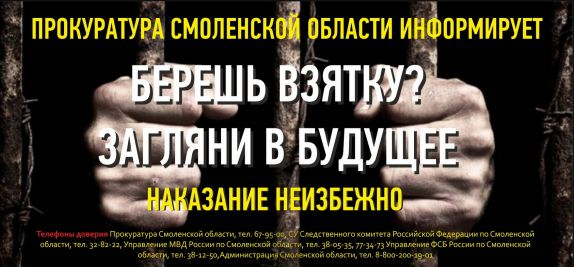 ПРОКУРАТУРА СМОЛЕНСКОЙ ОБЛАСТИ ИНФОРМИРУЕТ
БЕРЕШЬ ВЗЯТКУ?
ЗАГЛЯНИ В БУДУЩЕЕ
НАКАЗАНИЕ НЕИЗБЕЖНО
Телефоны доверия Прокуратура Смоленской области, тел. 67-95-00, СУ Следственного комитета Российской Федерации по Смоленской
области, тел. 32-82-22, Управление МВД России по Смоленской области, тел. 38-05-35, 77-34-73 Управление ФСБ России по Смоленской
области, тел. 38-12-50,Администрация Смоленской области, тел. 8-800-200-19-01